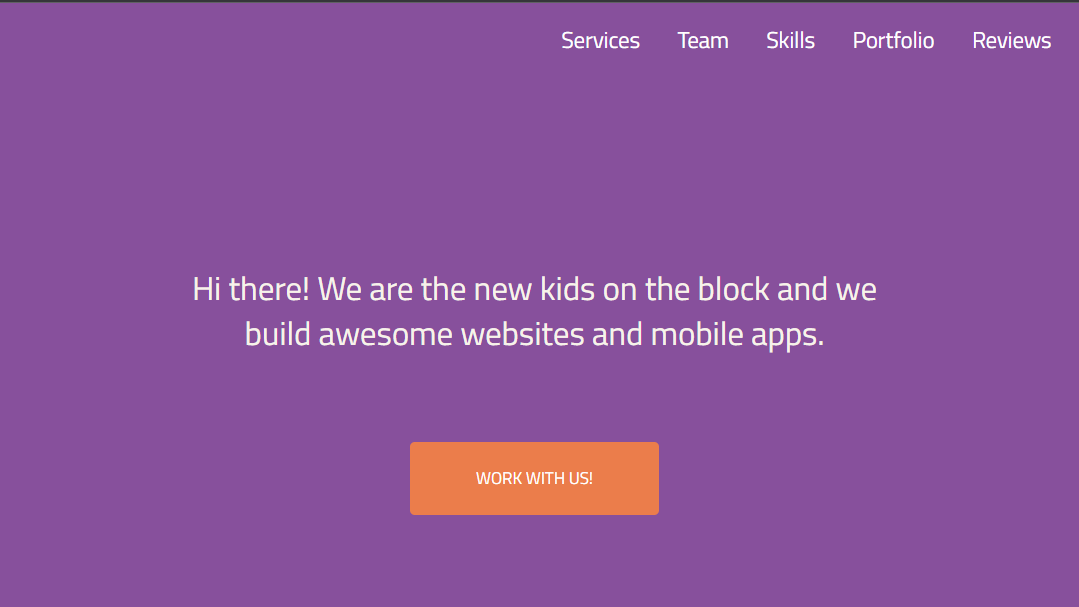 Services Team Skills Portfolio Reviews
Hi there! We are the new kids on the block and we
build awesome websites and mobile apps.
WORK WITH US!